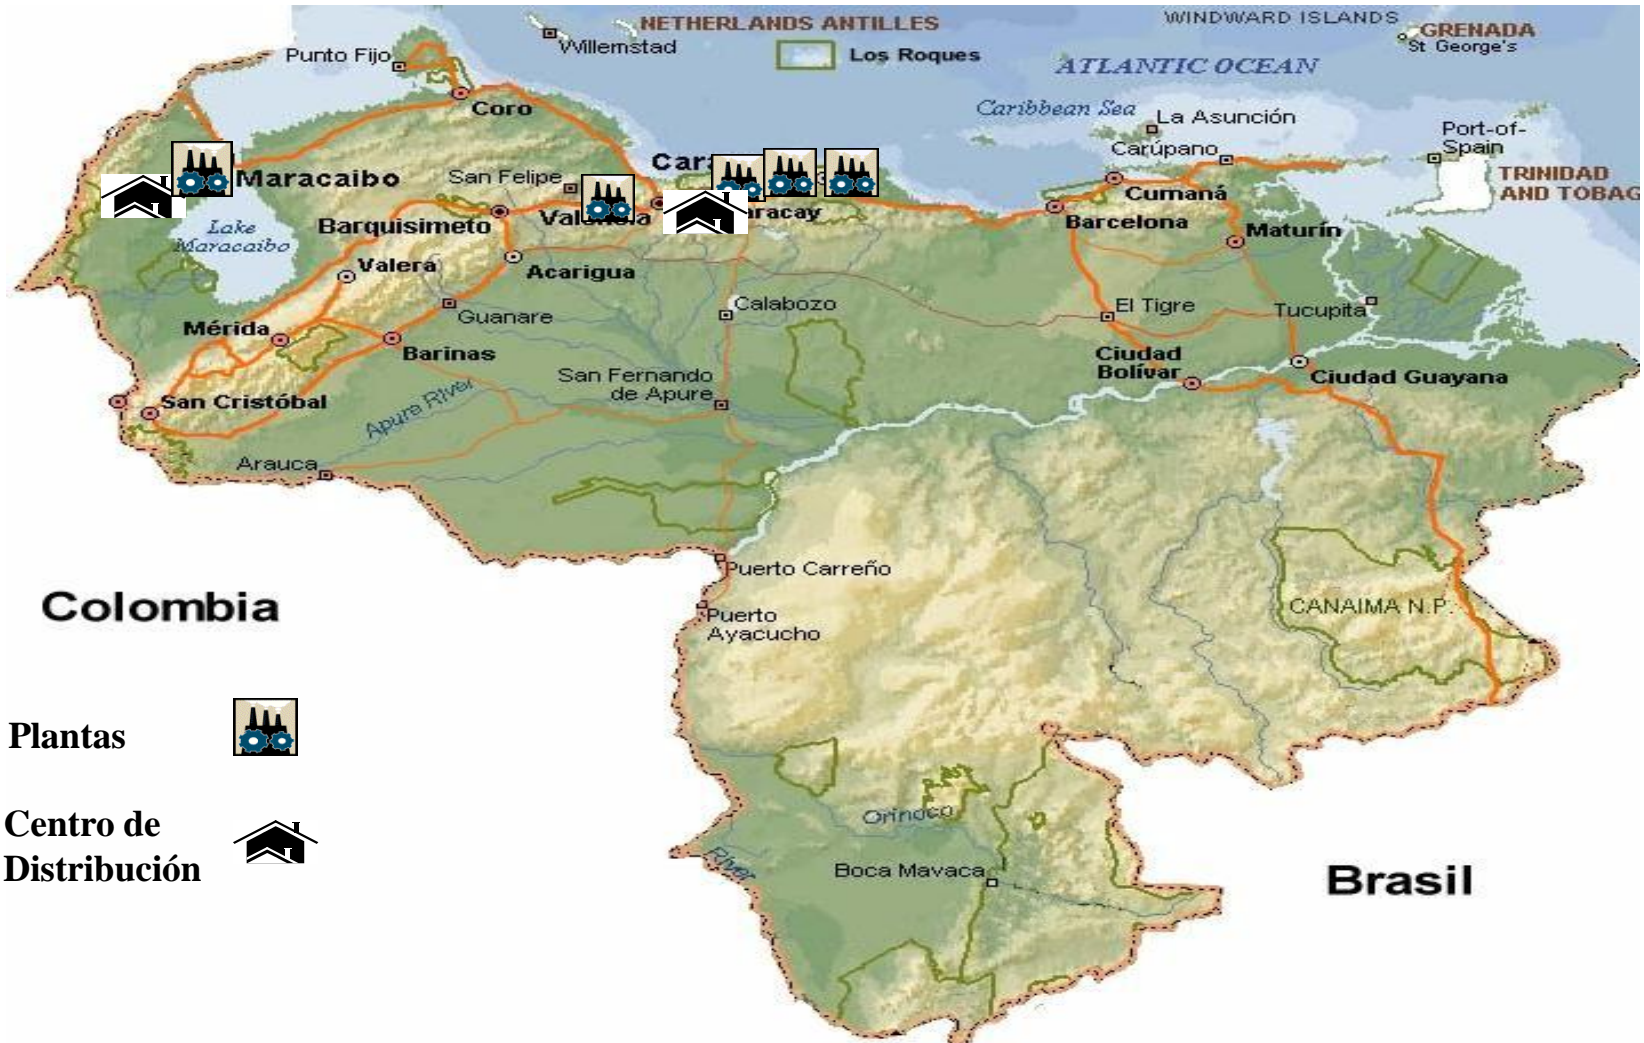 NETHERLANDS ANTILLES
WINDWARD ISLANDS
GRENADA
St George's
Willemstad
Punto Fijo
Los Roques
ATLANTIC OCEAN
Coro
Caribbean Sea
La Asunción
Carúpano
Port-of-
Spain
TRINIDAD
AND TOBAG
Maracaibo
San Felipe
Cumaná
Barquisimeto
Barcelona
Maturín
Lake
Maracaibo
Valera
Acarigua
Guanare
Calabozo
El Tigre
Tucupita
Mérida
Barinas
Ciudad
Bolívar
Ciudad Guayana
San Fernando
de Apure
San Cristóbal
Apure River
Arauca
Puerto Carreño
Puerto
Ayacucho
CANAIMA N.P.
Colombia
Plantas
Centro de
Distribución
Orinoco
River
Boca Mavaca
Brasil